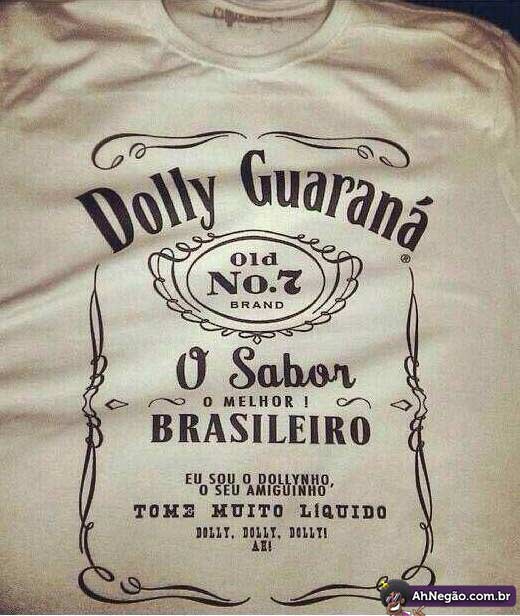 Dolly Guaraná
®
Old
No.7
BRAND
O Sabor
O MELHOR !
BRASILEIRO
EU SOU O DOLLYNHO,
O SEU AMIGUINHO
TOME MUITO LÍQUIDO
DOLLY, DOLLY, DOLLY!
AH!
AhNegão.com.br